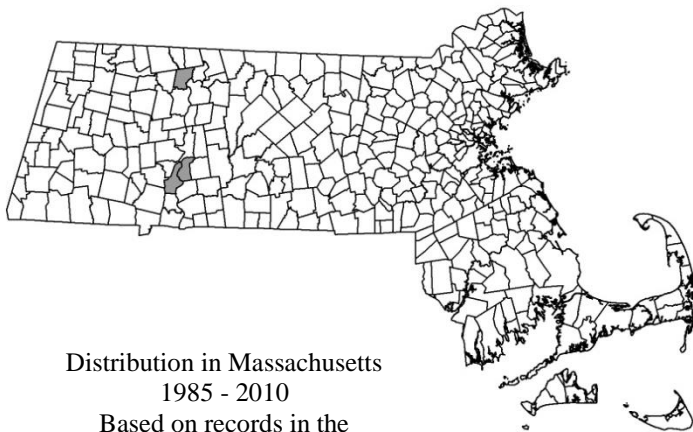 Distribution in Massachusetts
1985 - 2010
Based on records in the